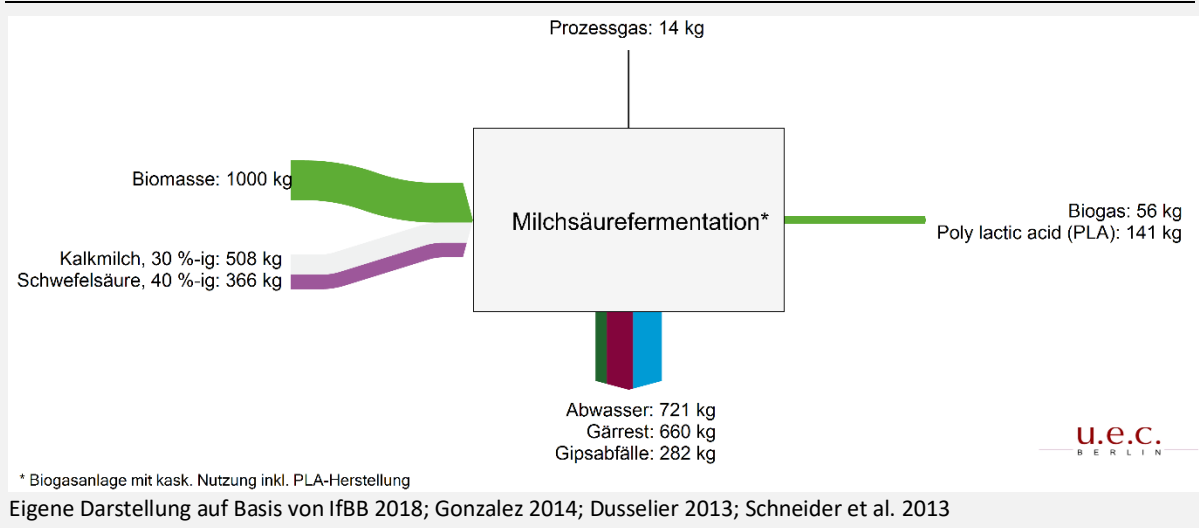 Prozessgas: 14 kg
Biomasse: 1000 kg
Milchsäurefermentation*
Biogas: 56 kg
Poly lactic acid (PLA): 141 kg
Kalkmilch, 30 %-ig: 508 kg
Schwefelsäure, 40 %-ig: 366 kg
Abwasser: 721 kg
Gärrest: 660 kg
Gipsabfälle: 282 kg
u.e.c.
BERLIN
* Biogasanlage mit kask. Nutzung inkl. PLA-Herstellung
Eigene Darstellung auf Basis von IfBB 2018; Gonzalez 2014; Dusselier 2013; Schneider et al. 2013